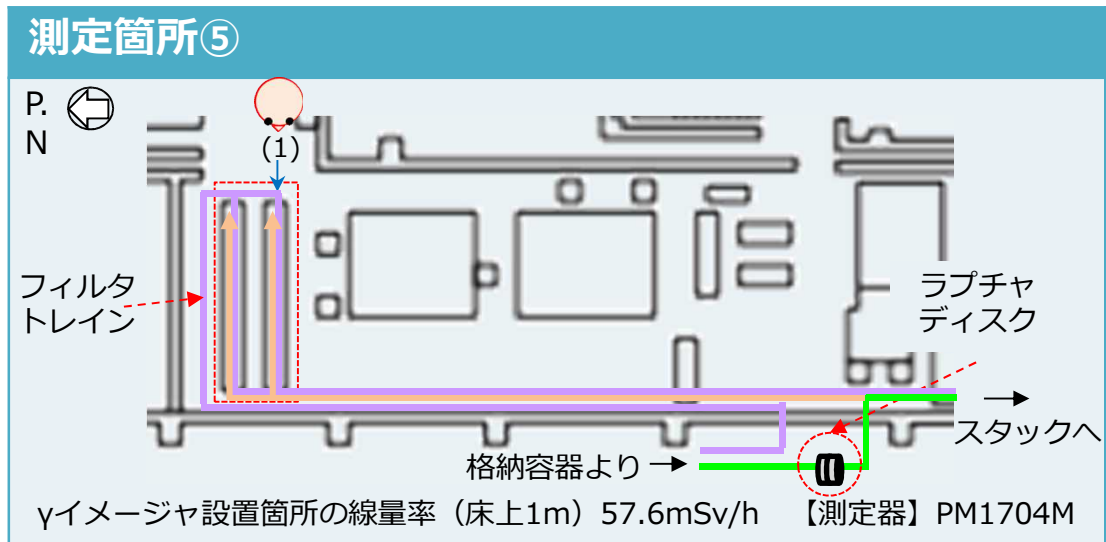 測定箇所⑤
P.
N
(1)
フィルタ
トレイン
ラプチャ
ディスク
スタックへ
格納容器より
γイメージャ設置箇所の線量率（床上1m）57.6mSv/h 【測定器】PM1704M